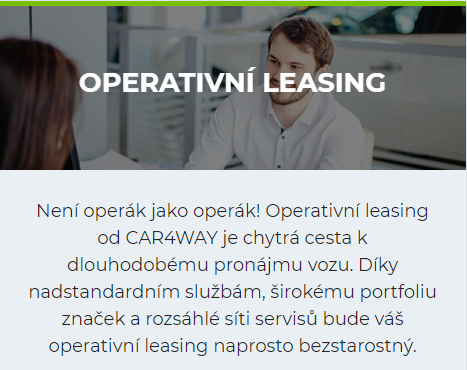 OPERATIVNÍ LEASING
Není operák jako operák! Operativní leasing
od CAR4WAY je chytrá cesta k
dlouhodobému pronájmu vozu. Díky
nadstandardním službám, širokému portfoliu
značek a rozsáhlé síti servisů bude váš
operativní leasing naprosto bezstarostný.